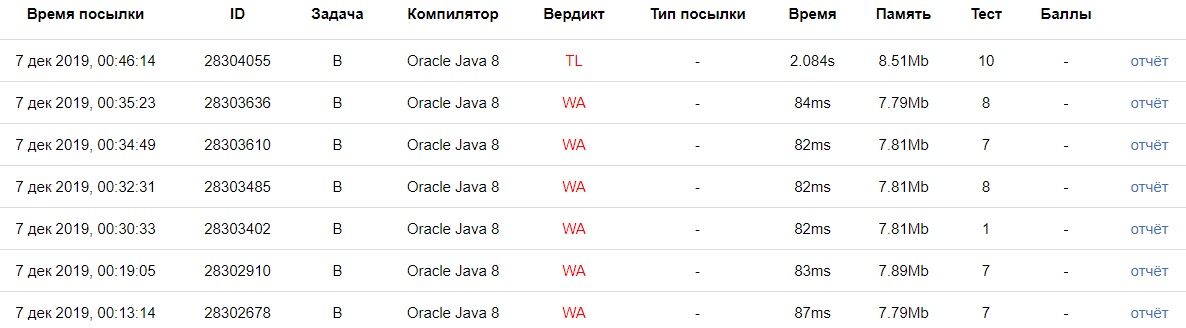 Время посылки ID Задача Компилятор Вердикт Тип посылки Время Память Тест Баллы
7 дек 2019, 00:46:14 28304055 B Oracle Java 8 TL - 2.084s 8.51Mb 10 - отчёт
7 дек 2019, 00:35:23 28303636 B Oracle Java 8 WA - 84ms 7.79Mb 8 - отчёт
7 дек 2019, 00:34:49 28303610 B Oracle Java 8 WA - 82ms 7.81Mb 7 - отчёт
7 дек 2019, 00:32:31 28303485 B Oracle Java 8 WA - 82ms 7.81Mb 8 - отчёт
7 дек 2019, 00:30:33 28303402 B Oracle Java 8 WA - 82ms 7.81Mb 1 - отчёт
7 дек 2019, 00:19:05 28302910 B Oracle Java 8 WA - 83ms 7.89Mb 7 - отчёт
7 дек 2019, 00:13:14 28302678 B Oracle Java 8 WA - 87ms 7.79Mb 7 - отчёт